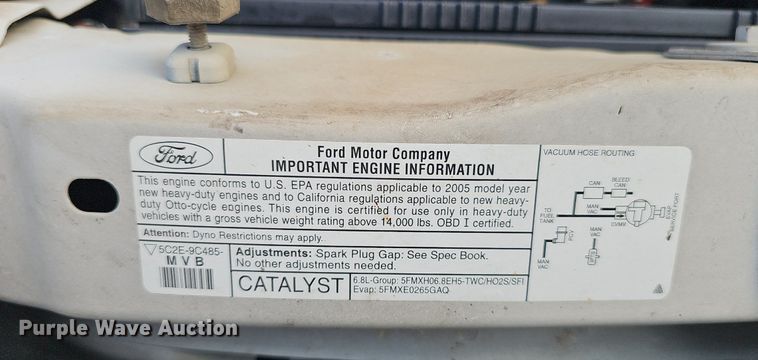 Ford
Ford Motor Company
IMPORTANT ENGINE INFORMATION
This engine conforms to U.S. EPA regulations applicable to 2005 model year
new heavy-duty engines and to California regulations applicable to new heavy-
duty Otto-cycle engines. This engine is certified for use only in heavy-duty
vehicles with a gross vehicle weight rating above 14,000 lbs. OBD I certified.
Attention: Dyno Restrictions may apply.
5C2E-9C485-
M V B
Adjustments: Spark Plug Gap: See Spec Book.
No other adjustments needed.
CATALYST
6.8L-Group: 5FMXH06.8EH5-TWC/HO2S/SFI
Evap: 5FMXE0265GAQ
VACUUM HOSE ROUTING
CAN
BLEED
CAN
TO
FUEL
TANK
MAN
VAC
CVMV
EVAP
SERVICE PORT
PCV
MAN
VAC
MAN
VAC
Purple Wave Auction